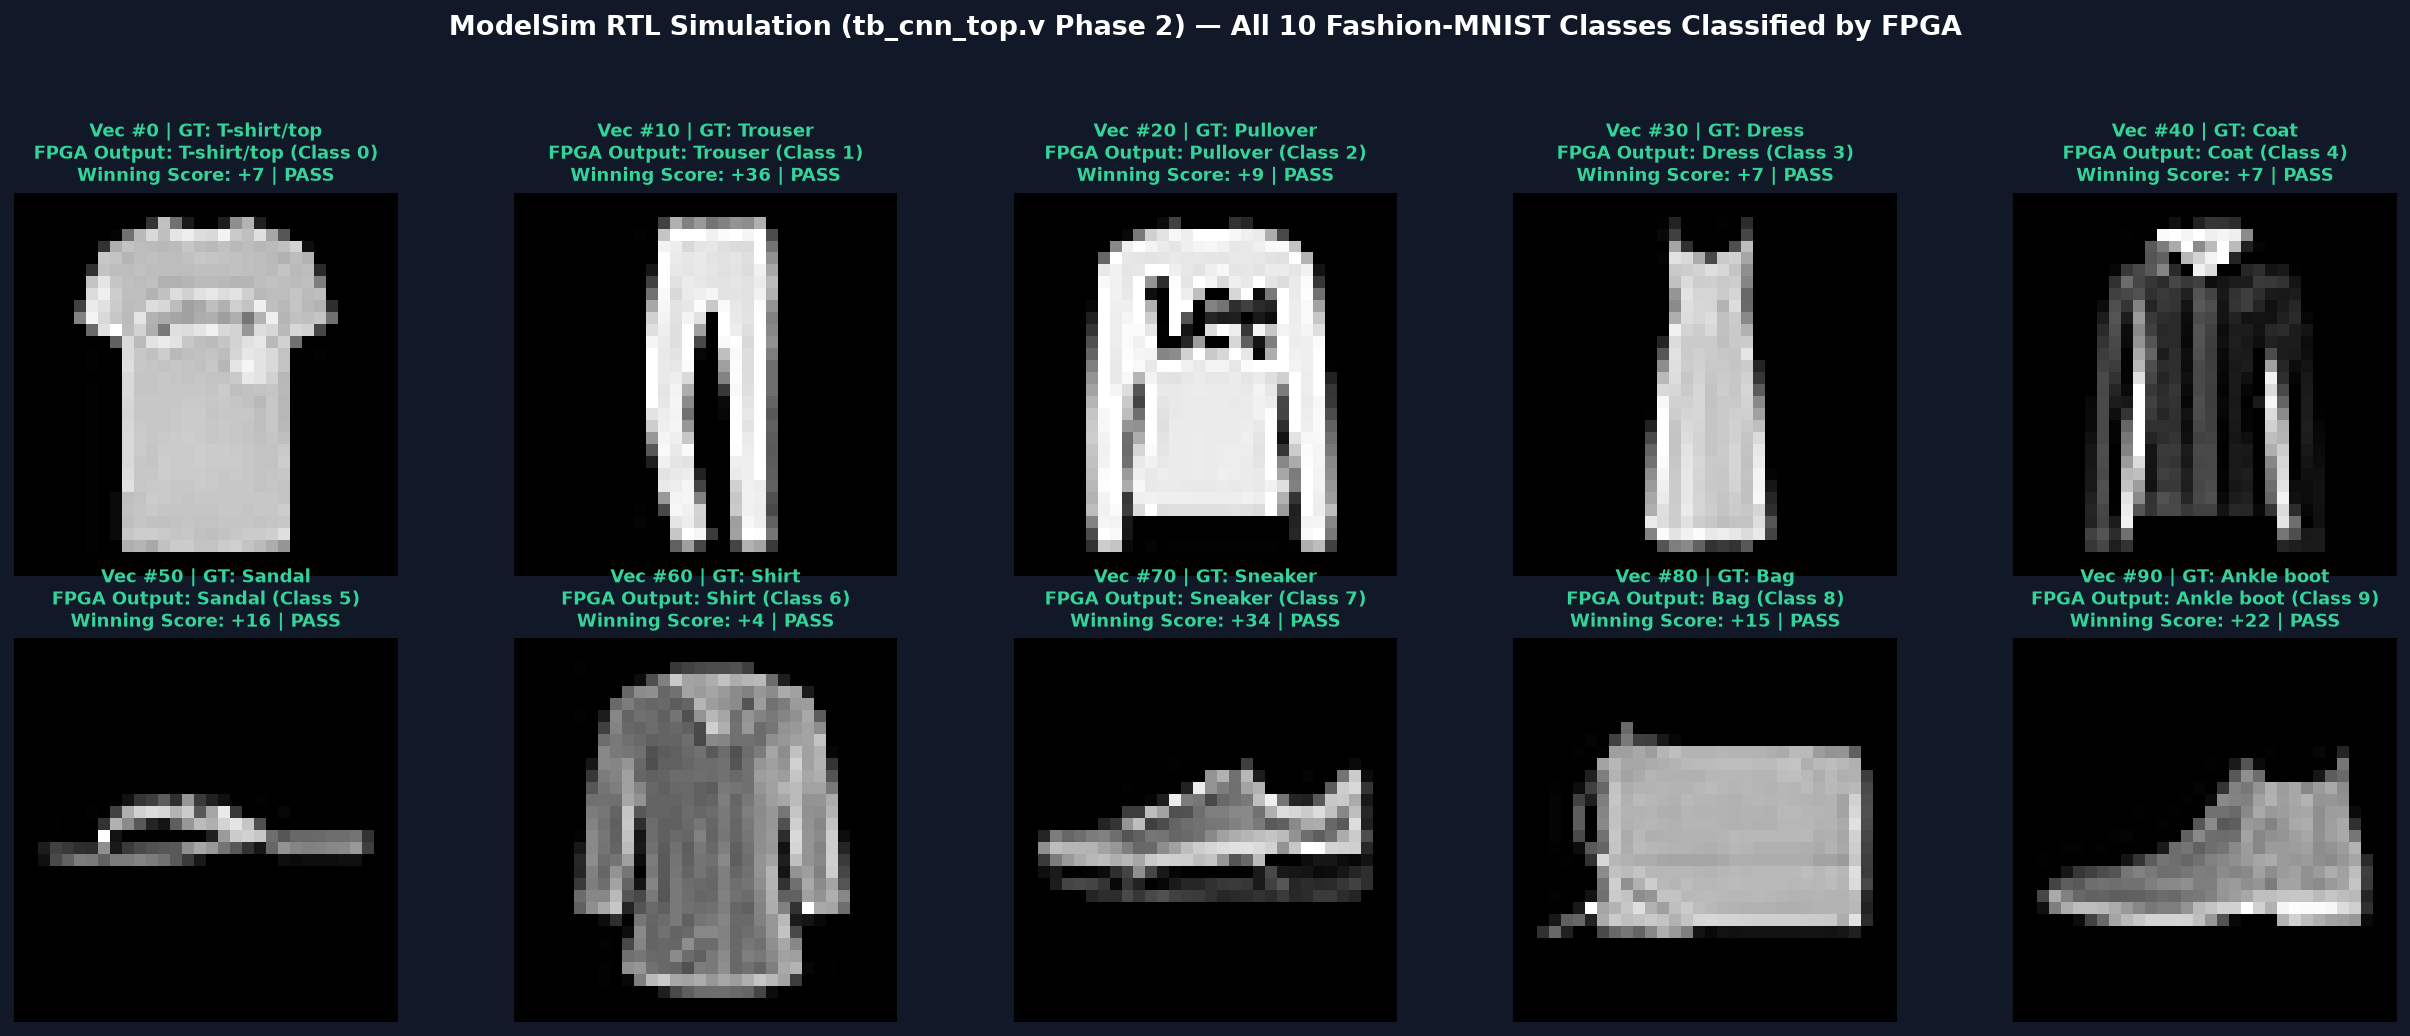 ModelSim RTL Simulation (tb_cnn_top.v Phase 2) — All 10 Fashion-MNIST Classes Classified by FPGA
Vec #0 | GT: T-shirt/top
FPGA Output: T-shirt/top (Class 0)
Winning Score: +7 | PASS
Vec #10 | GT: Trouser
FPGA Output: Trouser (Class 1)
Winning Score: +36 | PASS
Vec #20 | GT: Pullover
FPGA Output: Pullover (Class 2)
Winning Score: +9 | PASS
Vec #30 | GT: Dress
FPGA Output: Dress (Class 3)
Winning Score: +7 | PASS
Vec #40 | GT: Coat
FPGA Output: Coat (Class 4)
Winning Score: +7 | PASS
Vec #50 | GT: Sandal
FPGA Output: Sandal (Class 5)
Winning Score: +16 | PASS
Vec #60 | GT: Shirt
FPGA Output: Shirt (Class 6)
Winning Score: +4 | PASS
Vec #70 | GT: Sneaker
FPGA Output: Sneaker (Class 7)
Winning Score: +34 | PASS
Vec #80 | GT: Bag
FPGA Output: Bag (Class 8)
Winning Score: +15 | PASS
Vec #90 | GT: Ankle boot
FPGA Output: Ankle boot (Class 9)
Winning Score: +22 | PASS